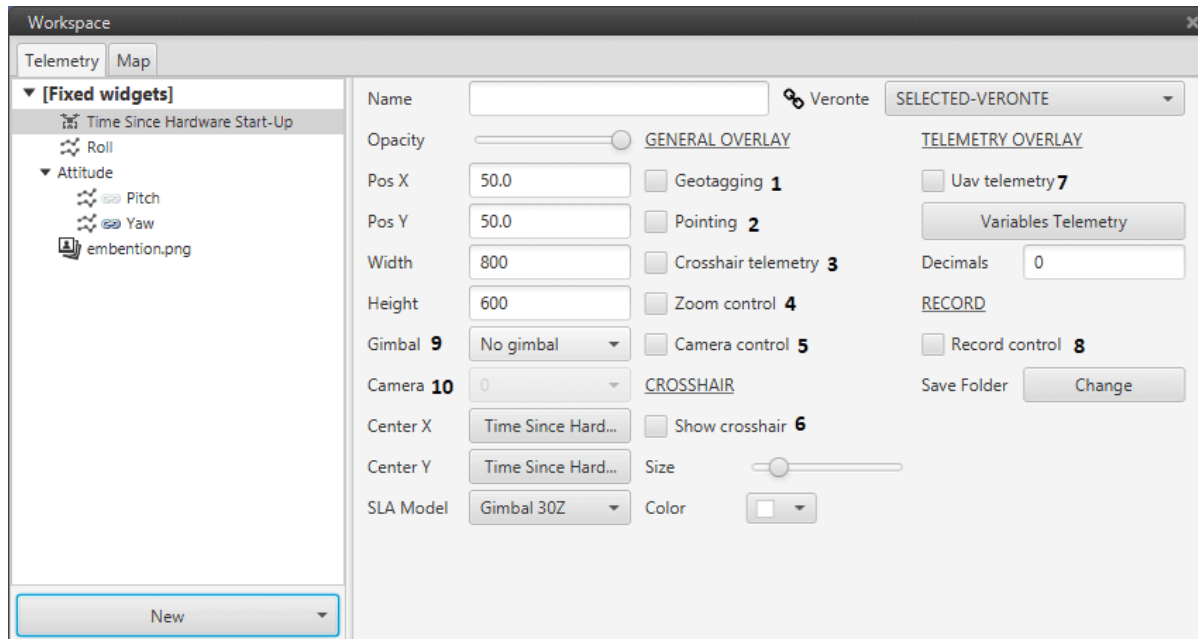 Workspace
Telemetry Map
[Fixed widgets]
Time Since Hardware Start-Up
Roll
Attitude
Pitch
Yaw
embention.png
New
Name Veronte SELECTED-VERONTE
Opacity GENERAL OVERLAY TELEMETRY OVERLAY
Pos X 50.0 Geotagging 1 Uav telemetry 7
Pos Y 50.0 Pointing 2 Variables Telemetry
Width 800 Crosshair telemetry 3 Decimals 0
Height 600 Zoom control 4 RECORD
Gimbal 9 No gimbal Camera control 5 Record control 8
Camera 10 0 CROSSHAIR Save Folder Change
Center X Time Since Hard... Show crosshair 6
Center Y Time Since Hard... Size
SLA Model Gimbal 30Z Color